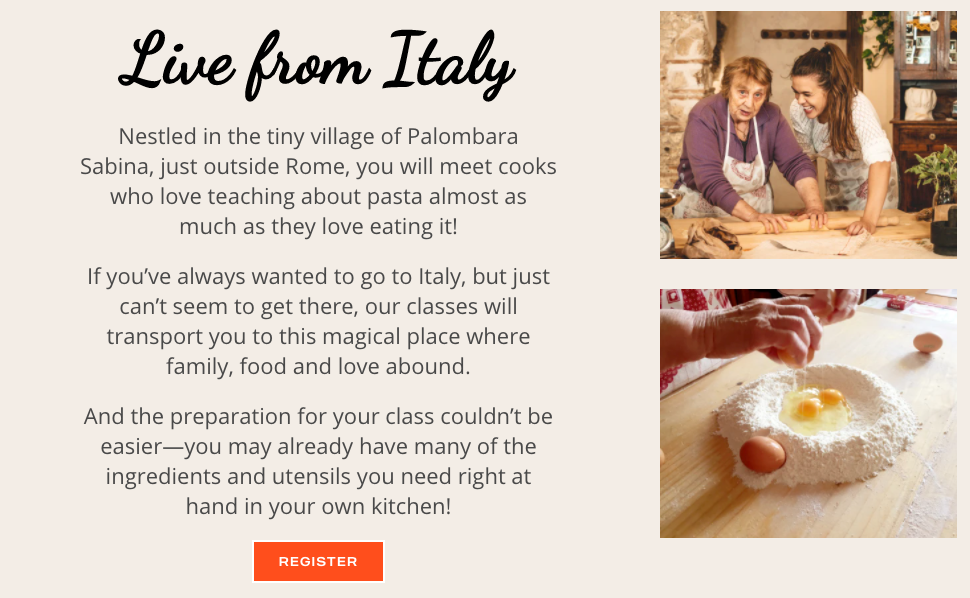 Live from Italy
Nestled in the tiny village of Palombara
Sabina, just outside Rome, you will meet cooks
who love teaching about pasta almost as
much as they love eating it!
If you’ve always wanted to go to Italy, but just
can’t seem to get there, our classes will
transport you to this magical place where
family, food and love abound.
And the preparation for your class couldn’t be
easier—you may already have many of the
ingredients and utensils you need right at
hand in your own kitchen!
REGISTER